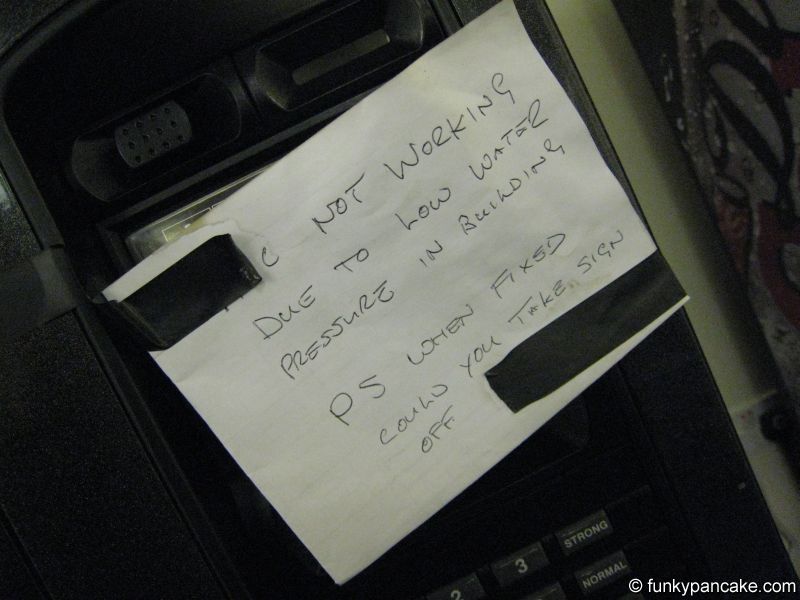 C NOT WORKING
DUE TO LOW WATER
PRESSURE IN BUILDING
PS WHEN FIXED
COULD YOU TAKE SIGN
OFF
STRONG
3
NORMAL
2
© funkypancake.com